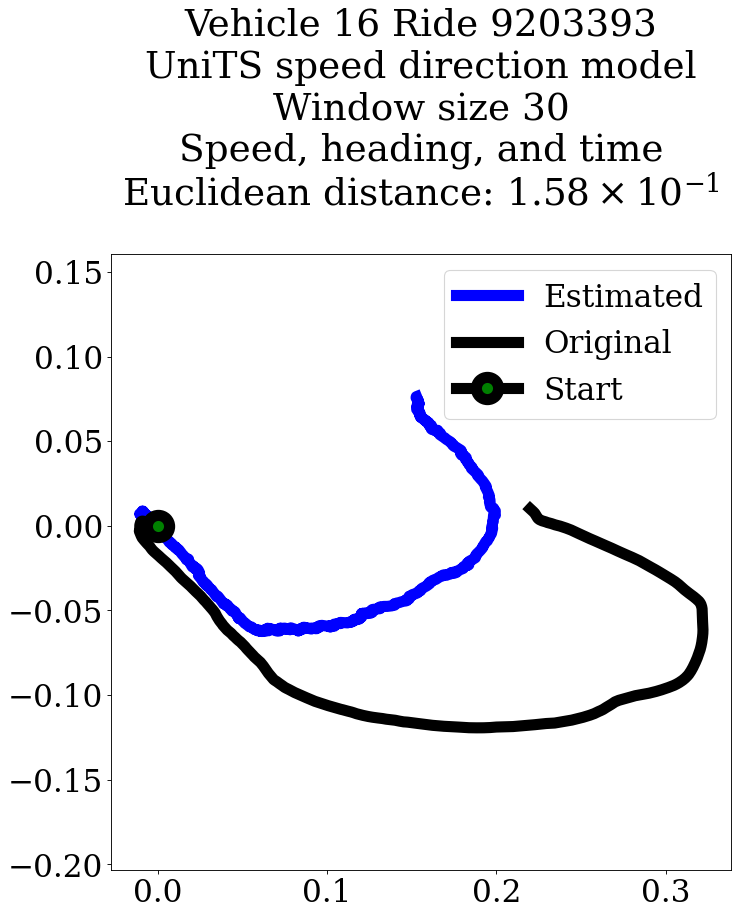 Vehicle 16 Ride 9203393
UniTS speed direction model
Window size 30
Speed, heading, and time
Euclidean distance: 1.58 × 10⁻¹
Estimated
Original
Start
0.15
0.10
0.05
0.00
−0.05
−0.10
−0.15
−0.20
0.0 0.1 0.2 0.3